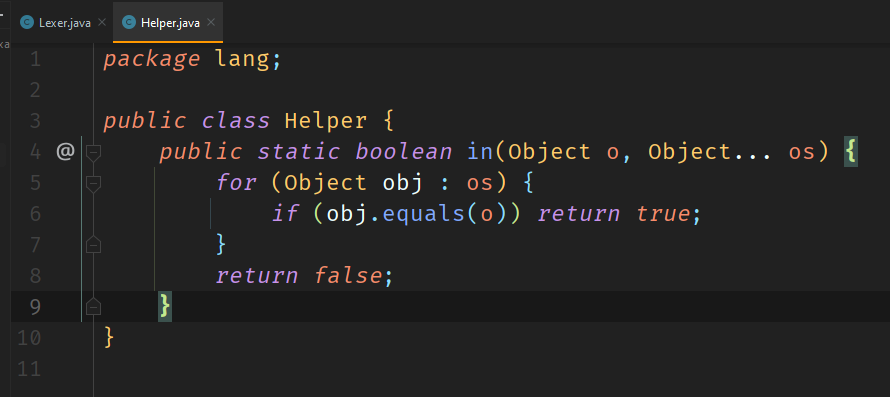 Lexer.java × Helper.java ×
1 package lang;
2
3 public class Helper {
4 @ public static boolean in(Object o, Object... os) {
5 for (Object obj : os) {
6 if (obj.equals(o)) return true;
7 }
8 return false;
9 }
10 }
11